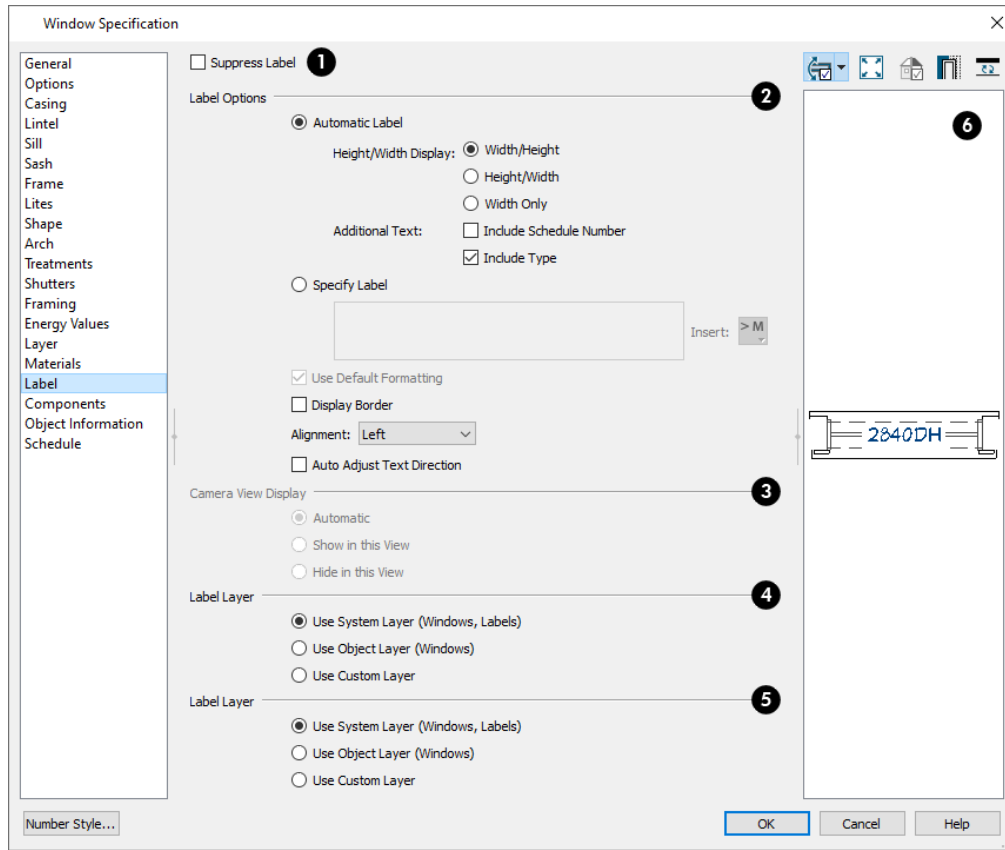 Window Specification
General
Options
Casing
Lintel
Sill
Sash
Frame
Lites
Shape
Arch
Treatments
Shutters
Framing
Energy Values
Layer
Materials
Label
Components
Object Information
Schedule
Suppress Label 1
Label Options 2
Automatic Label
Height/Width Display: Width/Height
Height/Width
Width Only
Additional Text: Include Schedule Number
Include Type
Specify Label
Insert: > M
Use Default Formatting
Display Border
Alignment: Left
Auto Adjust Text Direction
Camera View Display 3
Automatic
Show in this View
Hide in this View
Label Layer 4
Use System Layer (Windows, Labels)
Use Object Layer (Windows)
Use Custom Layer
Label Layer 5
Use System Layer (Windows, Labels)
Use Object Layer (Windows)
Use Custom Layer
6
2840DH
Number Style... OK Cancel Help